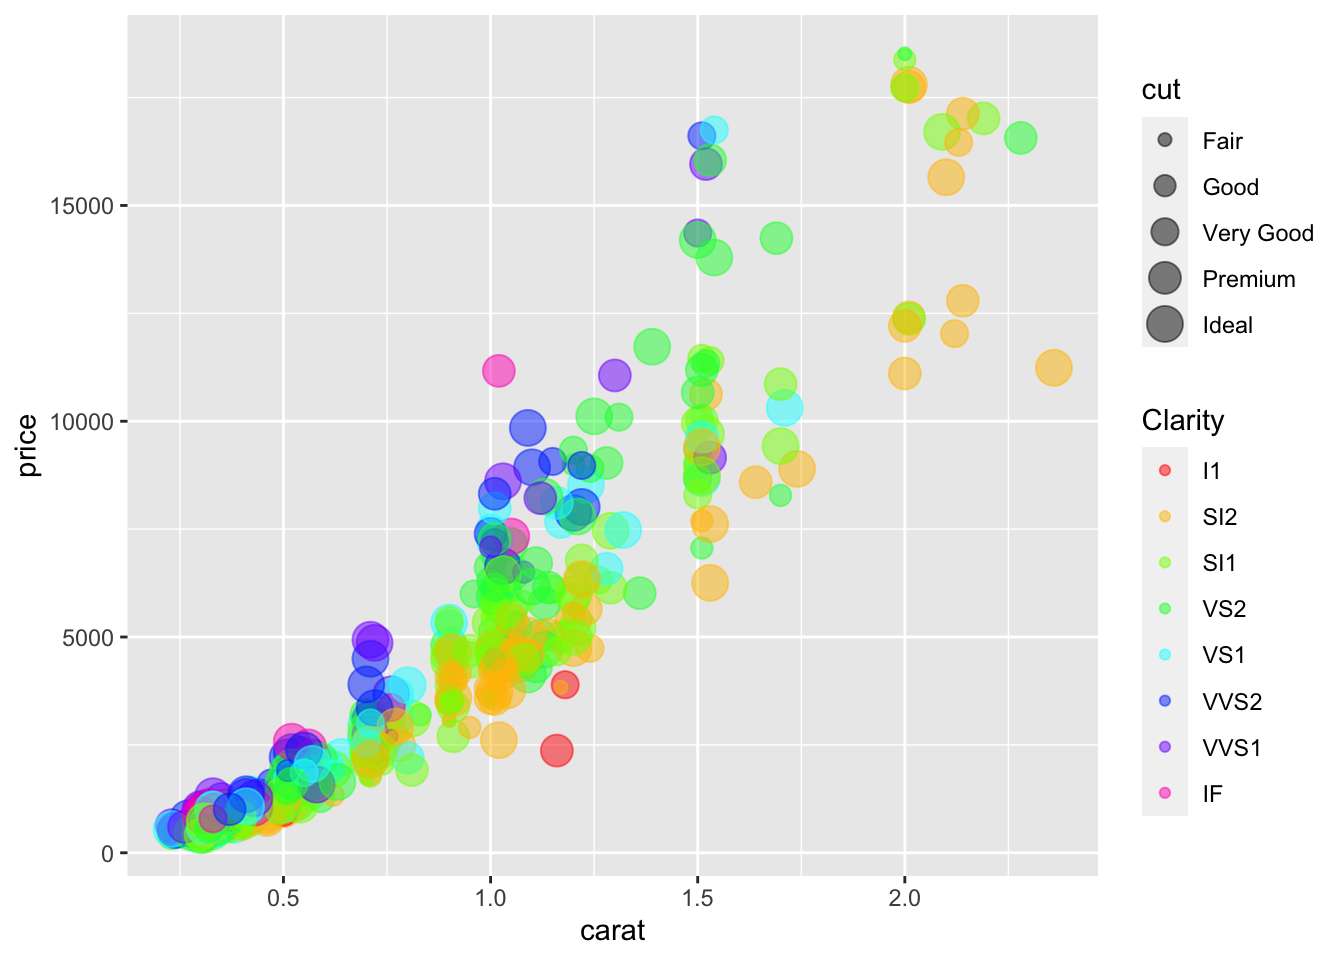 cut
Fair
Good
Very Good
Premium
Ideal
Clarity
I1
SI2
SI1
VS2
VS1
VVS2
VVS1
IF
price
15000
10000
5000
0
0.5 1.0 1.5 2.0
carat